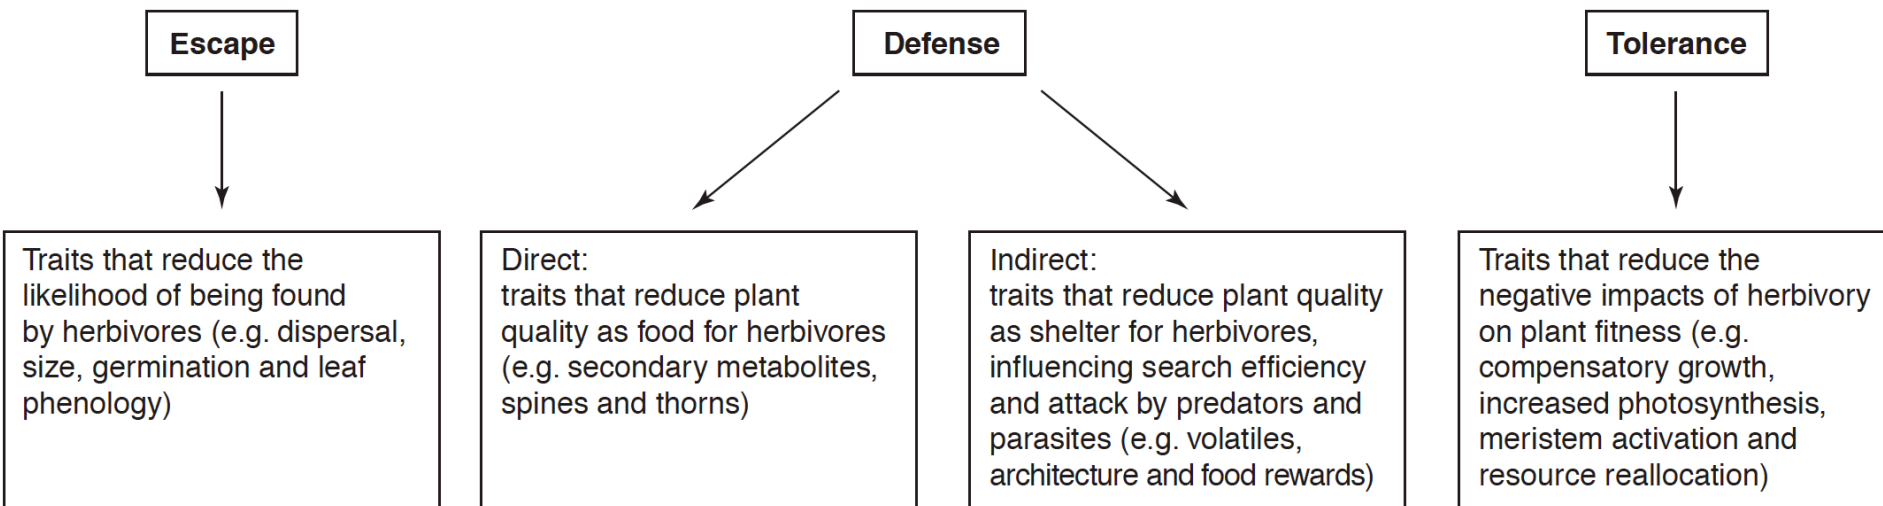 Escape
Defense
Tolerance
Traits that reduce the
likelihood of being found
by herbivores (e.g. dispersal,
size, germination and leaf
phenology)
Direct:
traits that reduce plant
quality as food for herbivores
(e.g. secondary metabolites,
spines and thorns)
Indirect:
traits that reduce plant quality
as shelter for herbivores,
influencing search efficiency
and attack by predators and
parasites (e.g. volatiles,
architecture and food rewards)
Traits that reduce the
negative impacts of herbivory
on plant fitness (e.g.
compensatory growth,
increased photosynthesis,
meristem activation and
resource reallocation)